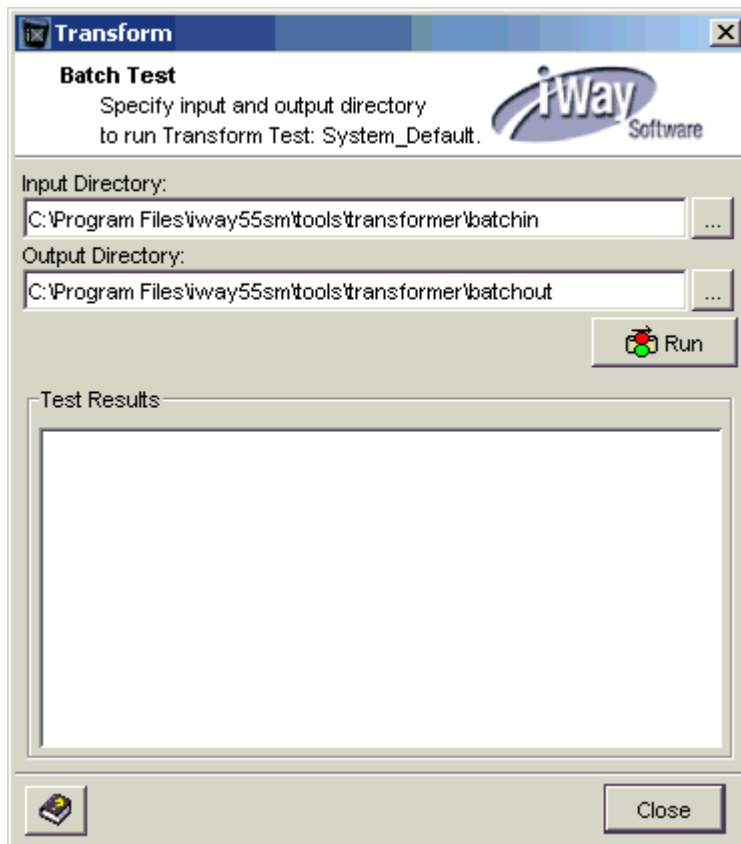 iX Transform
Batch Test
Specify input and output directory
to run Transform Test: System_Default.
iWay
Software
Input Directory:
C:\Program Files\iway55sm\tools\transformer\batchin
...
Output Directory:
C:\Program Files\iway55sm\tools\transformer\batchout
...
Run
Test Results
Close